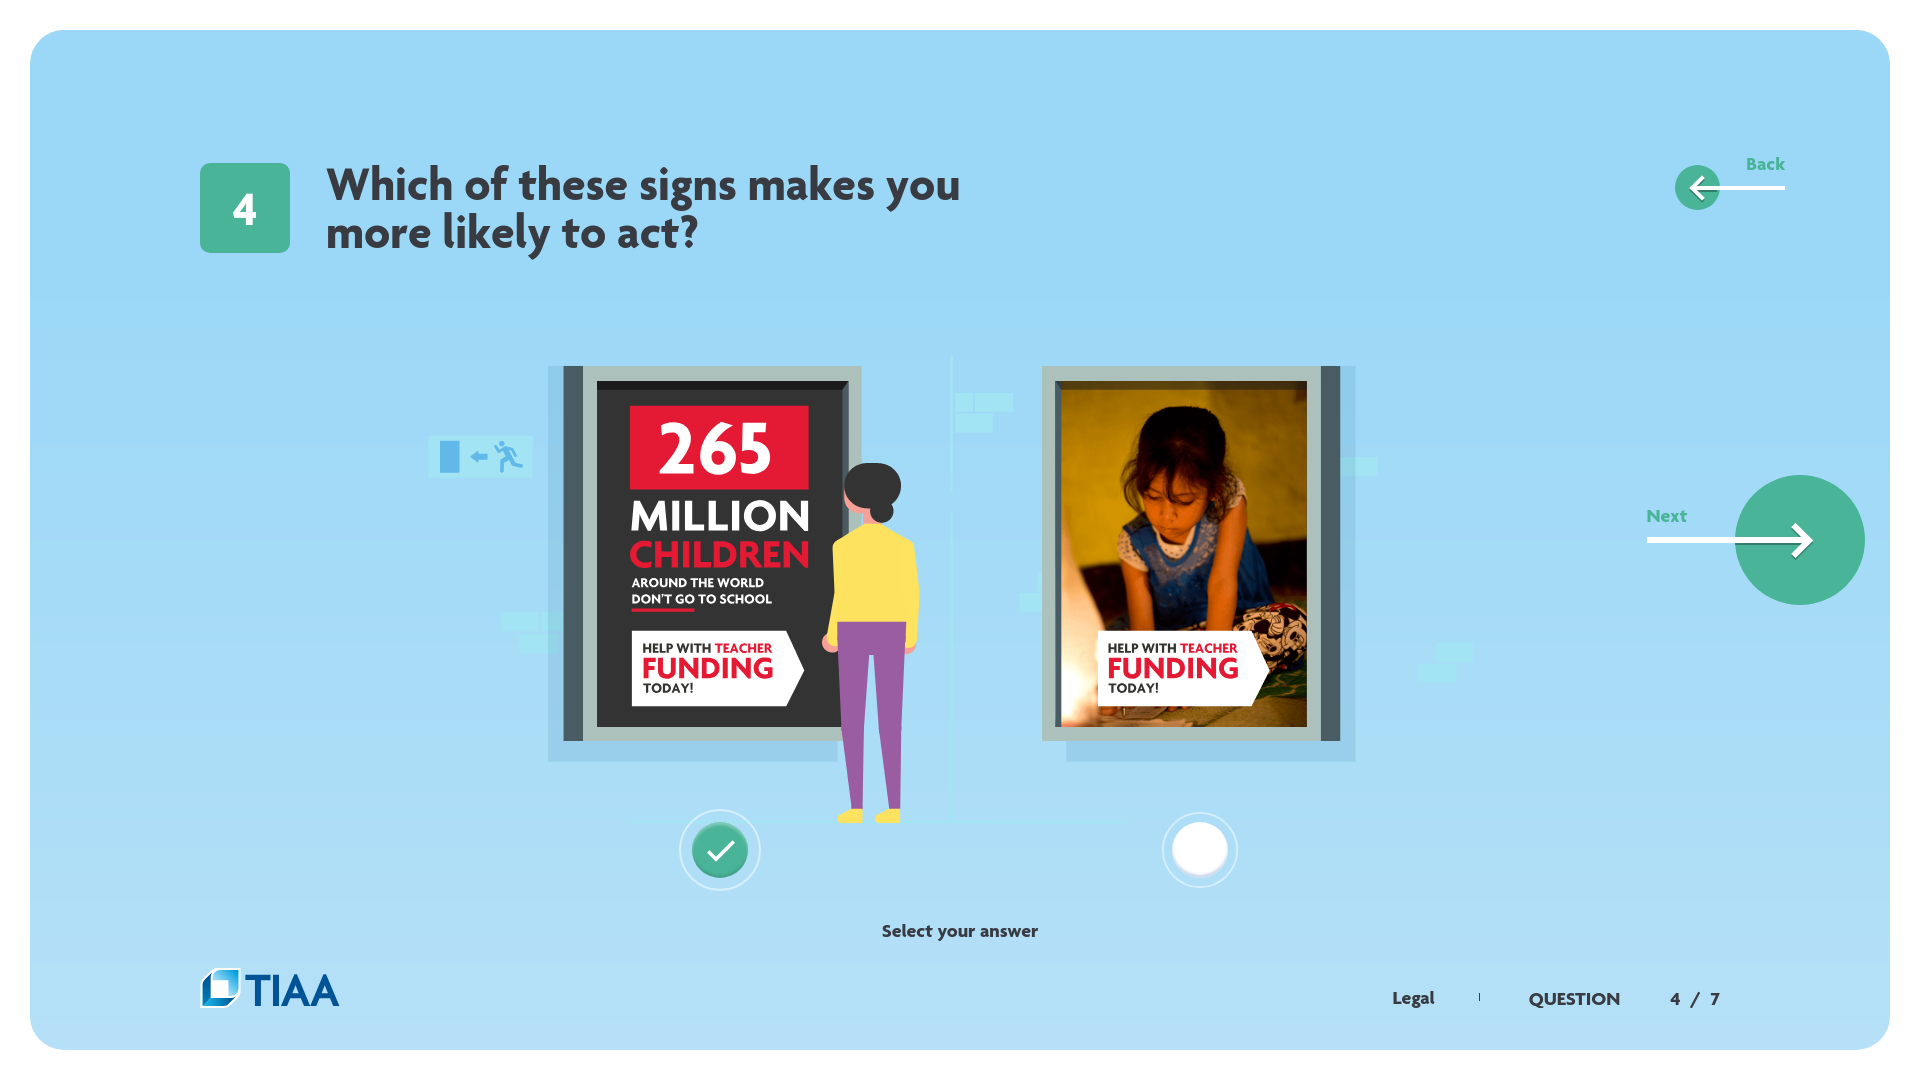 4
Which of these signs makes you
more likely to act?
Back
265
MILLION
CHILDREN
AROUND THE WORLD
DON'T GO TO SCHOOL
HELP WITH TEACHER
FUNDING
TODAY!
HELP WITH TEACHER
FUNDING
TODAY!
Next
Select your answer
TIAA
Legal
QUESTION 4 / 7